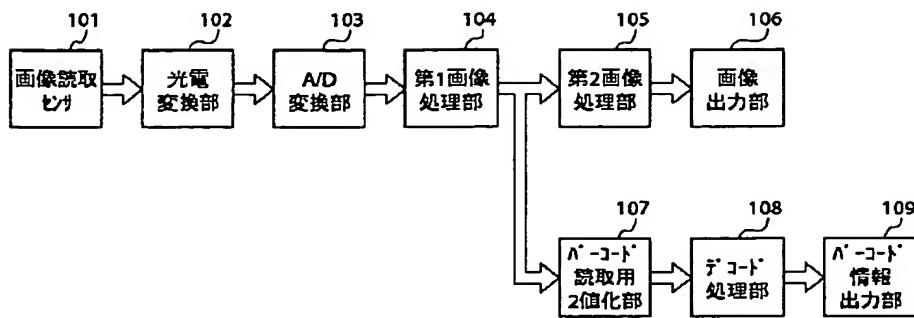 101
画像読取
ｾﾝｻ
102
光電
変換部
103
A/D
変換部
104
第1画像
処理部
105
第2画像
処理部
106
画像
出力部
107
ﾊﾞｰｺｰﾄﾞ
読取用
2値化部
108
ﾃﾞｺｰﾄﾞ
処理部
109
ﾊﾞｰｺｰﾄﾞ
情報
出力部